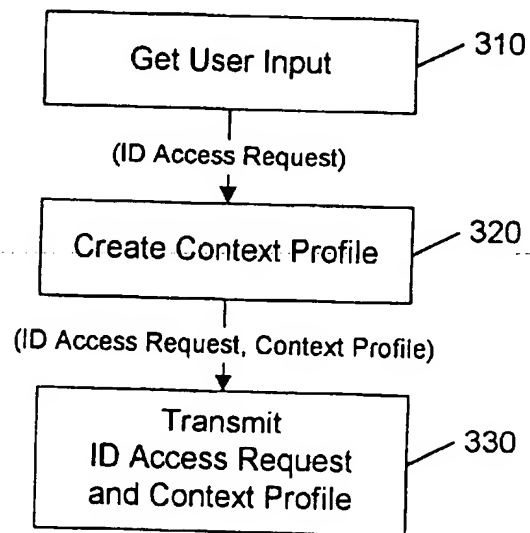 Get User Input
310
(ID Access Request)
Create Context Profile
320
(ID Access Request, Context Profile)
Transmit
ID Access Request
and Context Profile
330